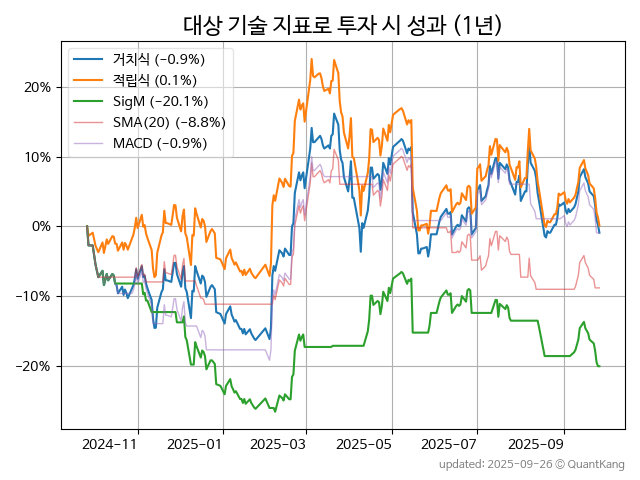 대상 기술 지표로 투자 시 성과 (1년)
거치식 (−0.9%)
적립식 (0.1%)
SigM (−20.1%)
SMA(20) (−8.8%)
MACD (−0.9%)
20%
10%
0%
−10%
−20%
2024-11 2025-01 2025-03 2025-05 2025-07 2025-09
updated: 2025-09-26 © QuantKang